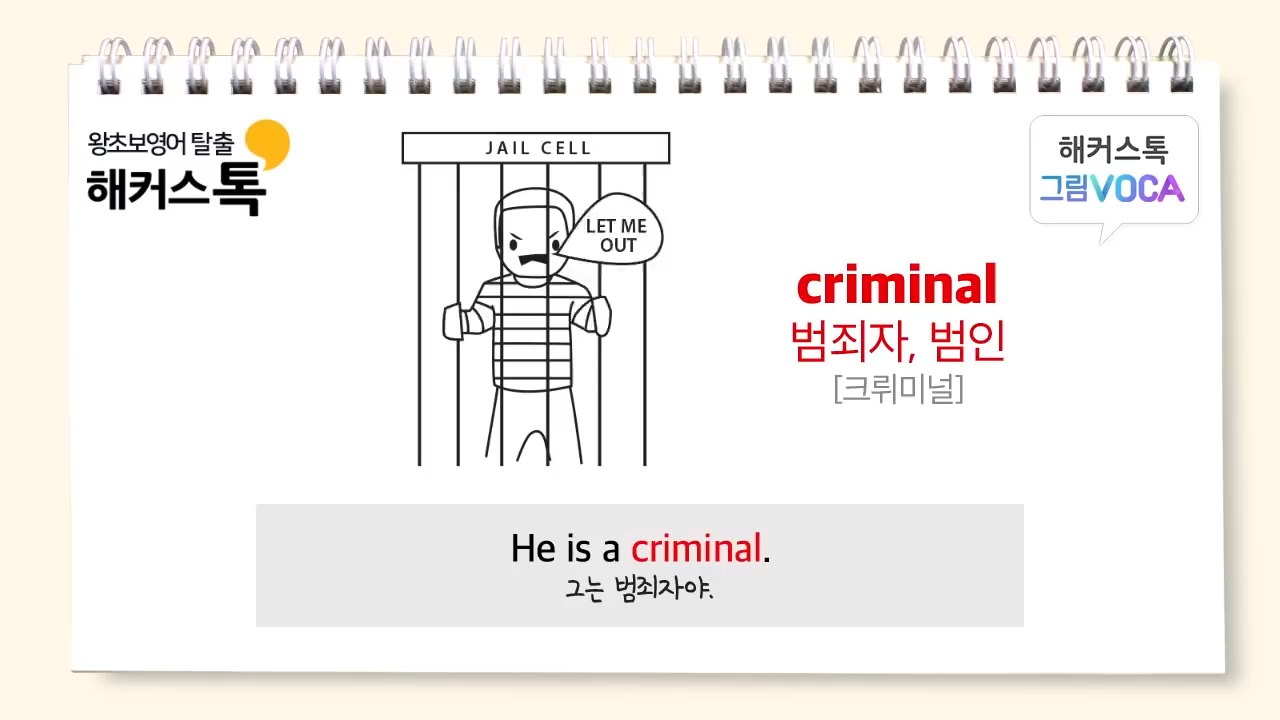 왕초보영어 탈출
해커스톡
JAIL CELL
LET ME
OUT
해커스톡
그림VOCA
criminal
범죄자, 범인
[크뤼미널]
He is a criminal.
그는 범죄자야.